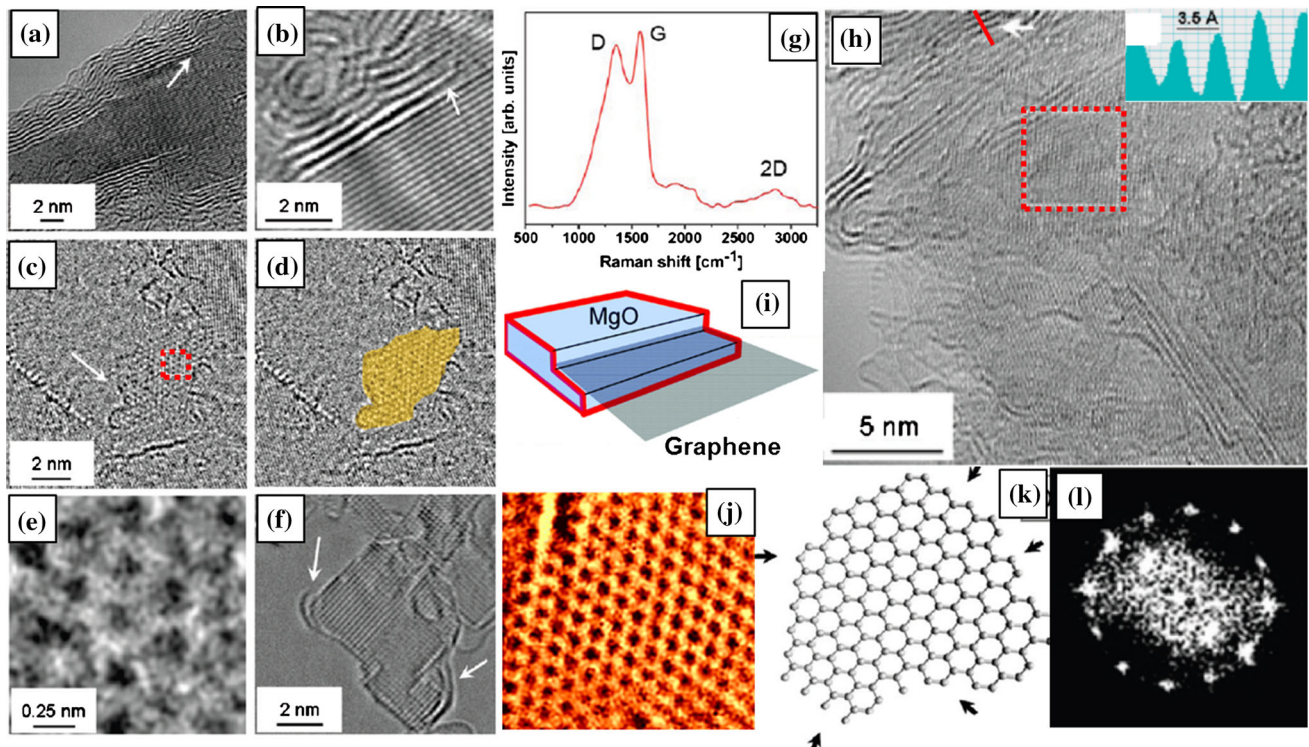 (a)
2 nm
(b)
2 nm
(c)
2 nm
(d)
(e)
0.25 nm
(f)
2 nm
(g)
D
G
2D
Intensity [arb. units]
500 1000 1500 2000 2500 3000
Raman shift [cm⁻¹]
(h)
3.5 A
5 nm
(i)
MgO
Graphene
(j)
(k)
(l)